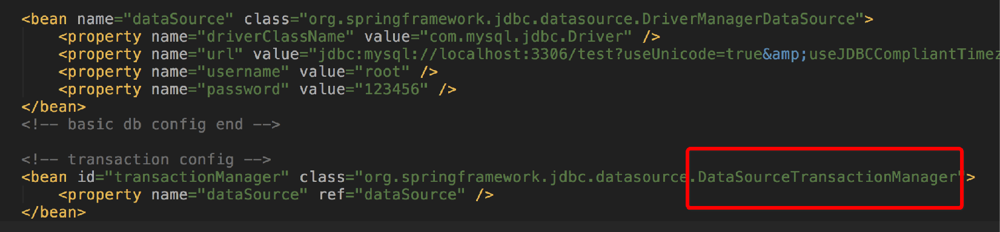 <bean name="dataSource" class="org.springframework.jdbc.datasource.DriverManagerDataSource">
<property name="driverClassName" value="com.mysql.jdbc.Driver" />
<property name="url" value="jdbc:mysql://localhost:3306/test?useUnicode=true&amp;useJDBCCompliantTimez
<property name="username" value="root" />
<property name="password" value="123456" />
</bean>
<!-- basic db config end -->
<!-- transaction config -->
<bean id="transactionManager" class="org.springframework.jdbc.datasource.DataSourceTransactionManager">
<property name="dataSource" ref="dataSource" />
</bean>